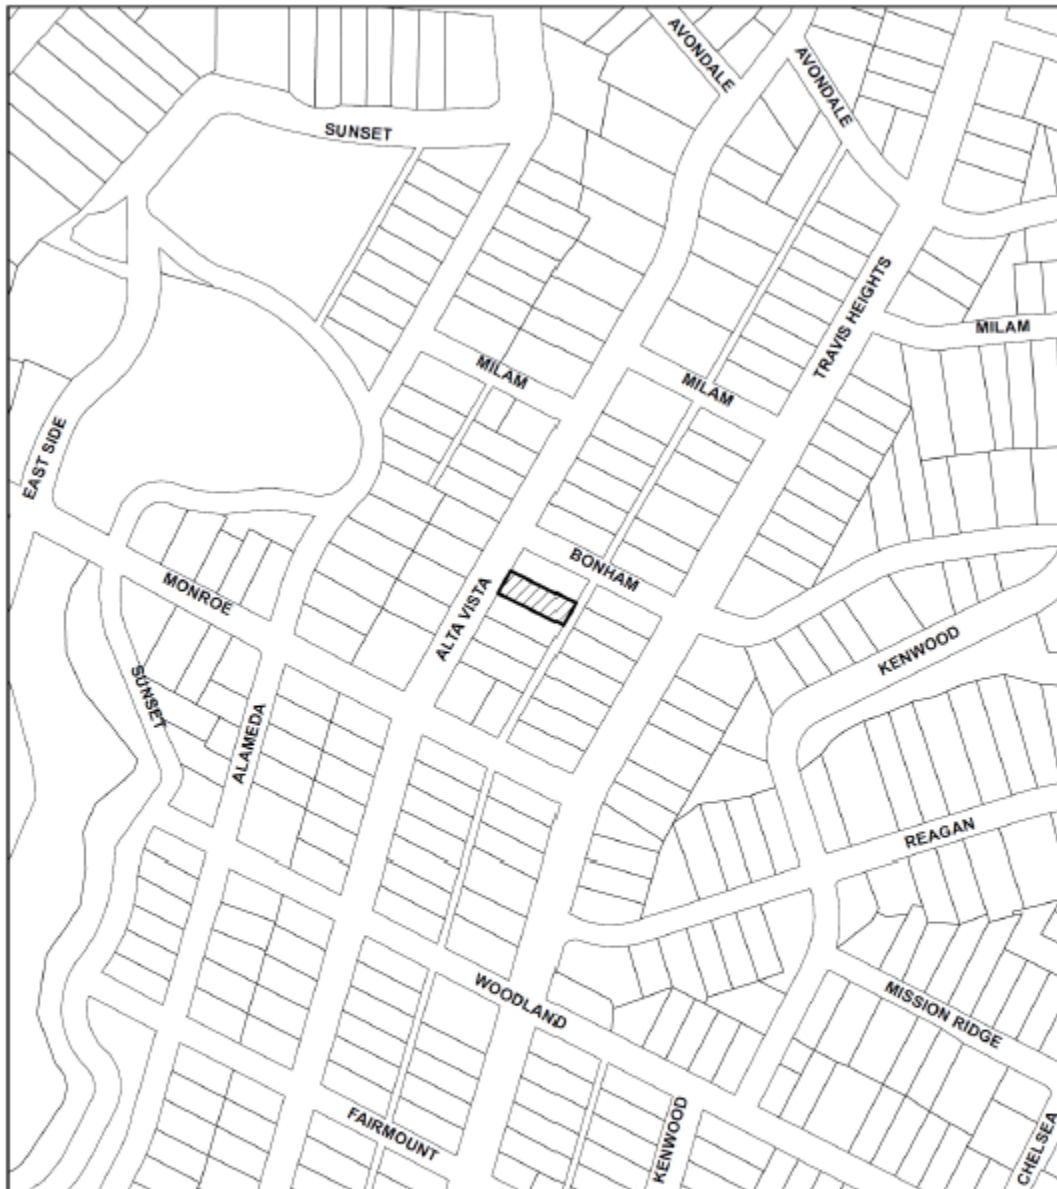 AVONDALE
AVONDALE
SUNSET
TRAVIS HEIGHTS
MILAM
MILAM
MILAM
EAST SIDE
BONHAM
MONROE
ALTA VISTA
KENWOOD
SUNSET
ALAMEDA
REAGAN
WOODLAND
MISSION RIDGE
FAIRMOUNT
KENWOOD
CHELSEA